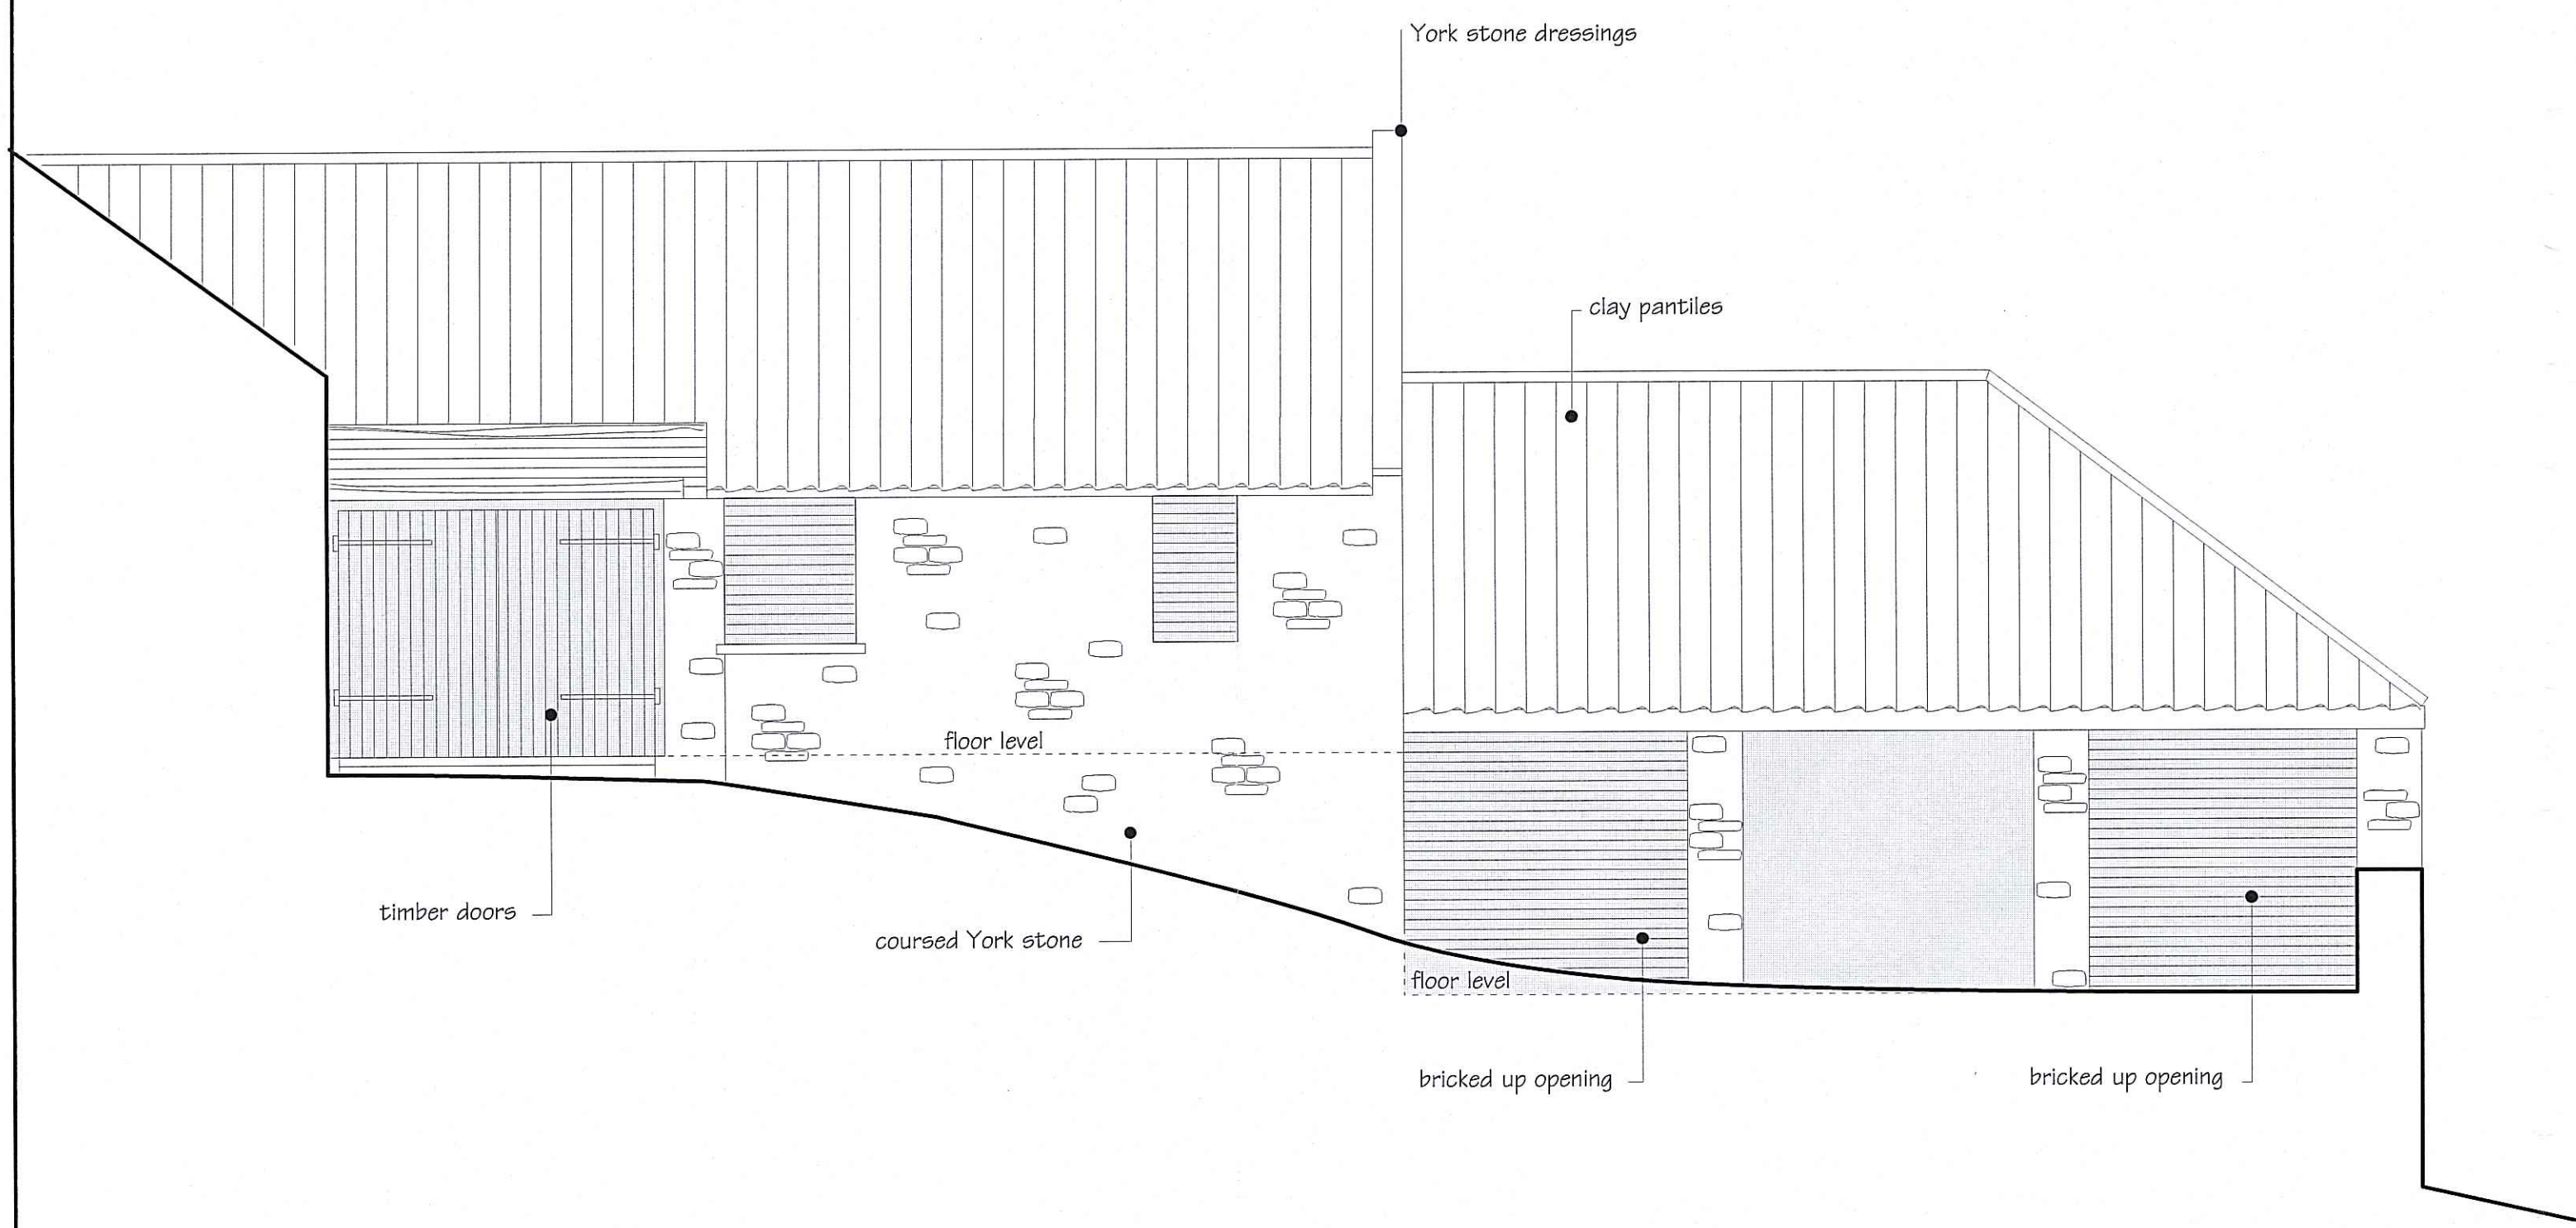 York stone dressings
clay pantiles
floor level
timber doors
coursed York stone
floor level
bricked up opening
bricked up opening